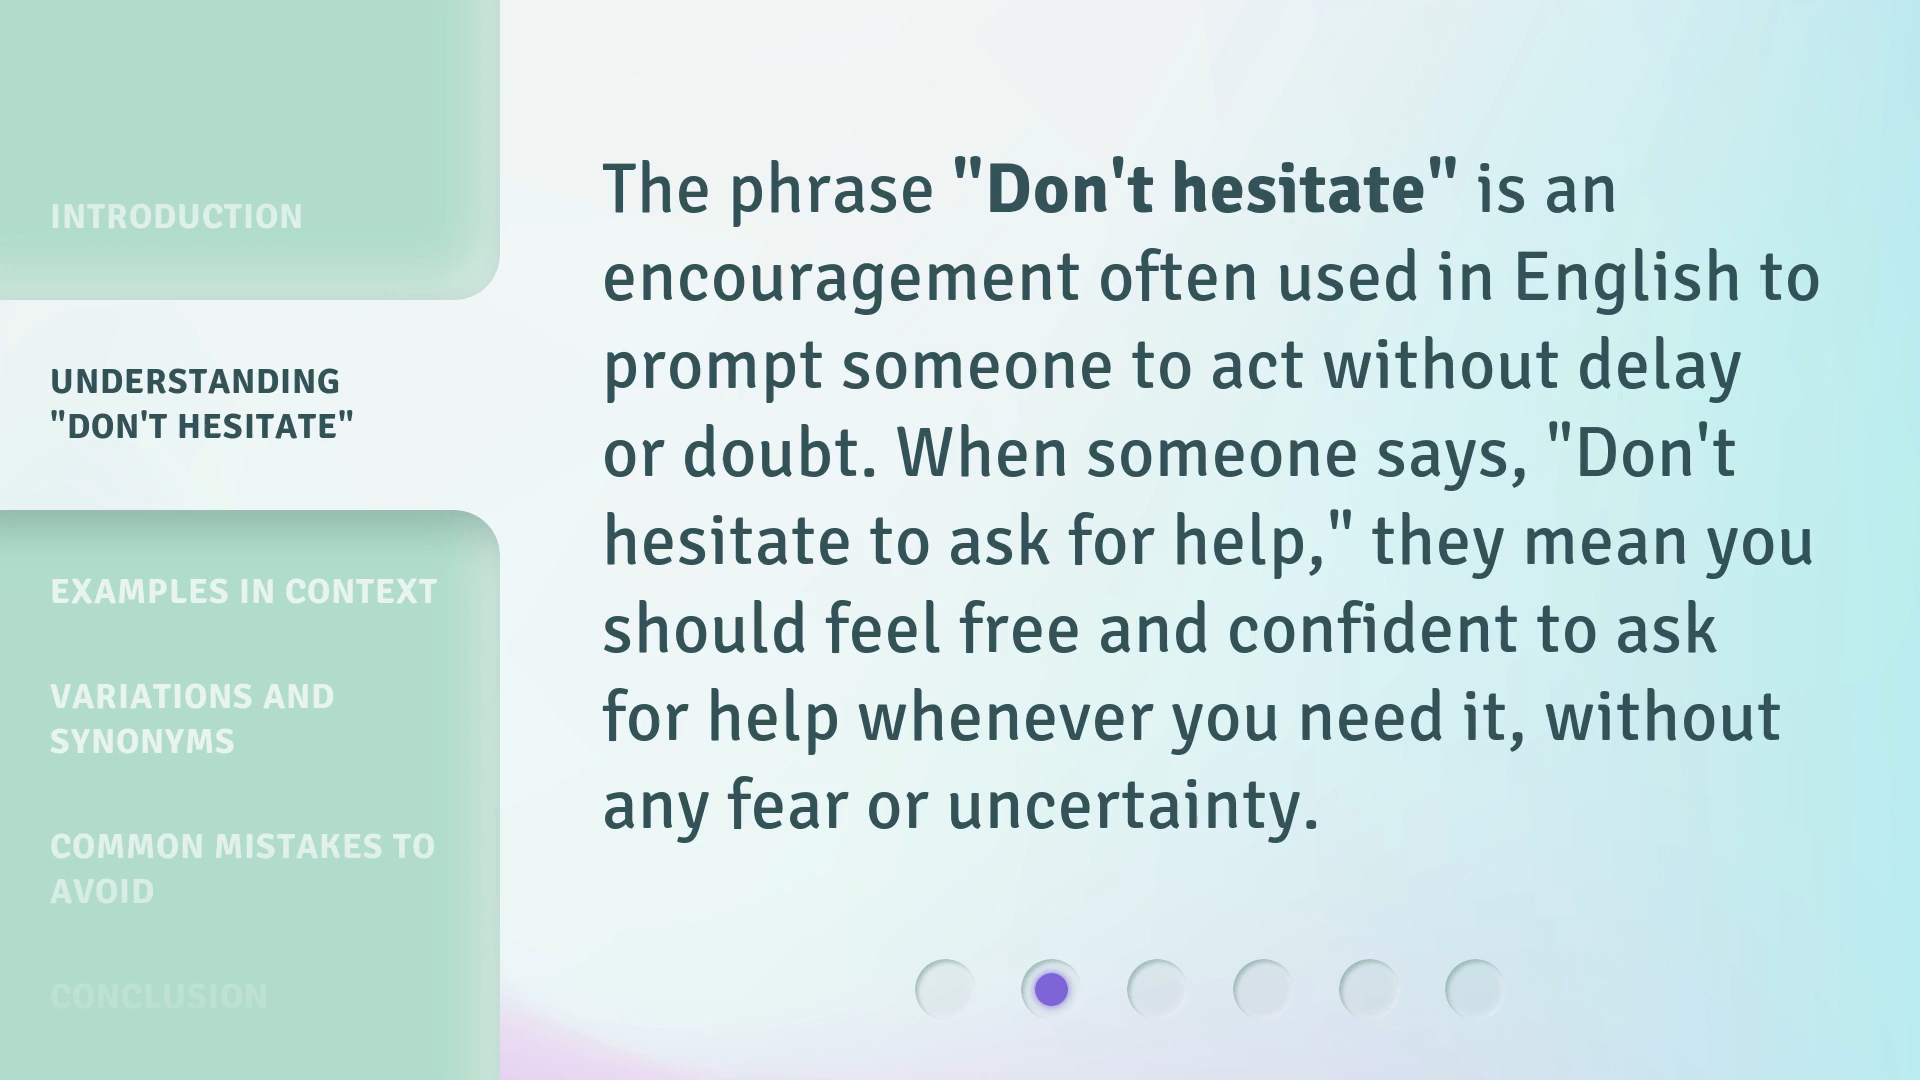 INTRODUCTION
UNDERSTANDING
"DON'T HESITATE"
EXAMPLES IN CONTEXT
VARIATIONS AND
SYNONYMS
COMMON MISTAKES TO
AVOID
CONCLUSION
The phrase "Don't hesitate" is an
encouragement often used in English to
prompt someone to act without delay
or doubt. When someone says, "Don't
hesitate to ask for help," they mean you
should feel free and confident to ask
for help whenever you need it, without
any fear or uncertainty.